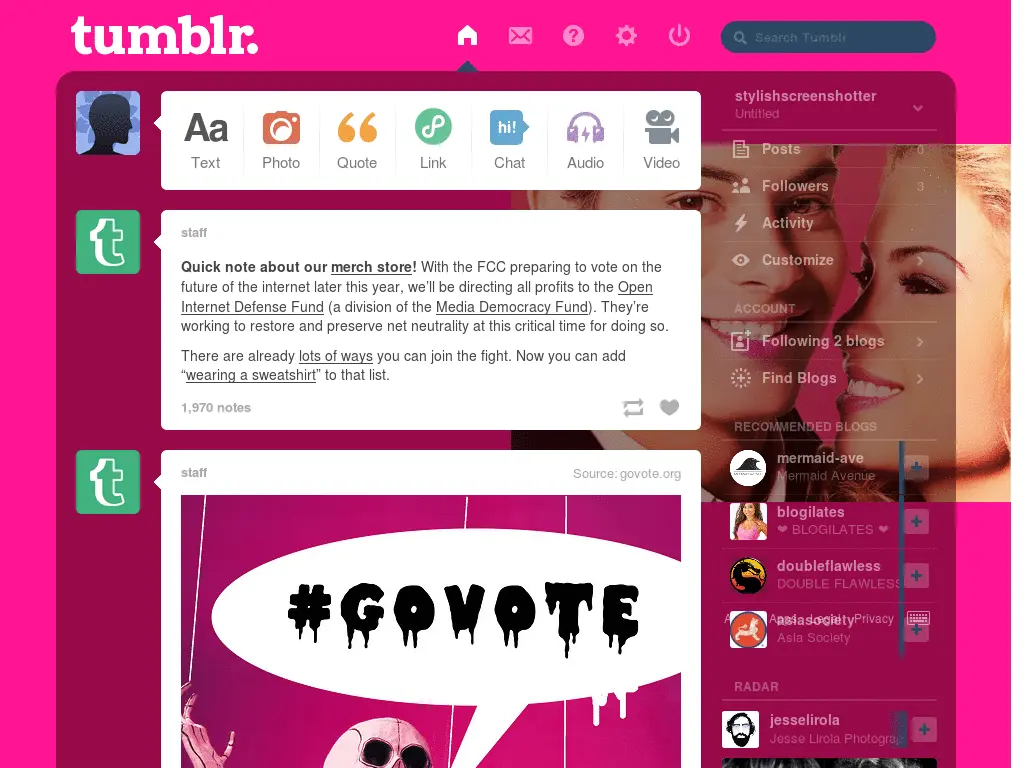 tumblr.
Search Tumblr
Aa
hi!
Text
Photo
Quote
Link
Chat
Audio
Video
stylishscreenshotter
Untitled
Posts 0
Followers 3
Activity
Customize
ACCOUNT
Following 2 blogs
Find Blogs
RECOMMENDED BLOGS
mermaid-ave
Mermaid Avenue
blogilates
❤ BLOGILATES ❤
doubleflawless
DOUBLE FLAWLESS
asiasociety
Apps Legal Privacy
Asia Society
RADAR
jesselirola
Jesse Lirola Photogra
staff
Quick note about our merch store! With the FCC preparing to vote on the
future of the internet later this year, we’ll be directing all profits to the Open
Internet Defense Fund (a division of the Media Democracy Fund). They’re
working to restore and preserve net neutrality at this critical time for doing so.
There are already lots of ways you can join the fight. Now you can add
“wearing a sweatshirt” to that list.
1,970 notes
staff
Source: govote.org
#GOVOTE